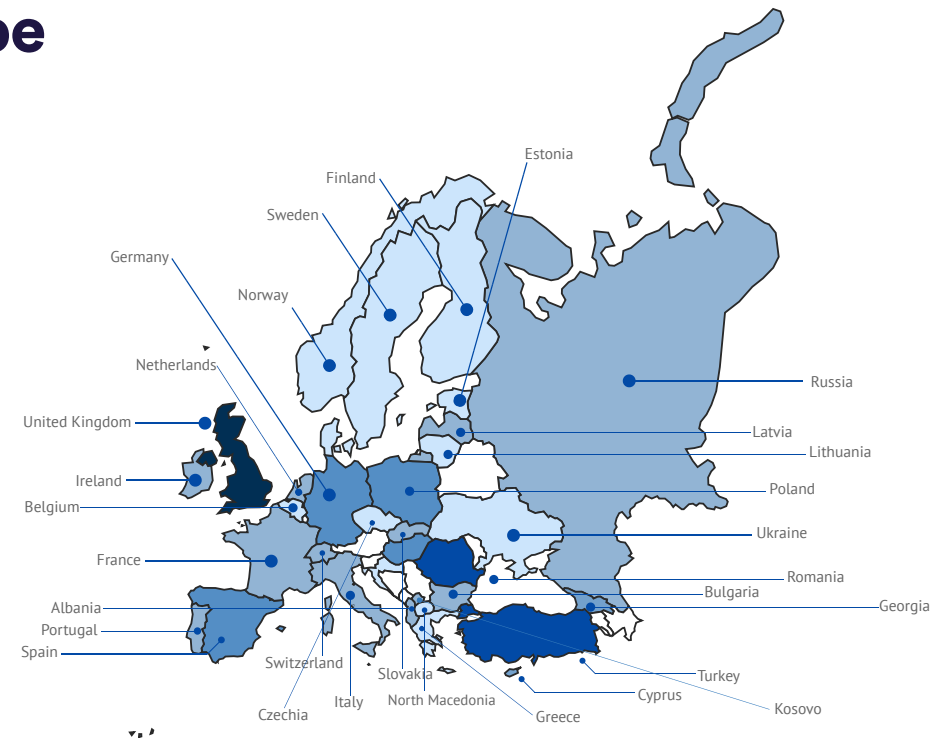 pe
Estonia
Finland
Sweden
Germany
Norway
Netherlands
Russia
United Kingdom
Latvia
Lithuania
Ireland
Poland
Belgium
Ukraine
France
Romania
Bulgaria
Albania
Georgia
Portugal
Spain
Switzerland
Slovakia
Turkey
Cyprus
Italy
North Macedonia
Kosovo
Czechia
Greece